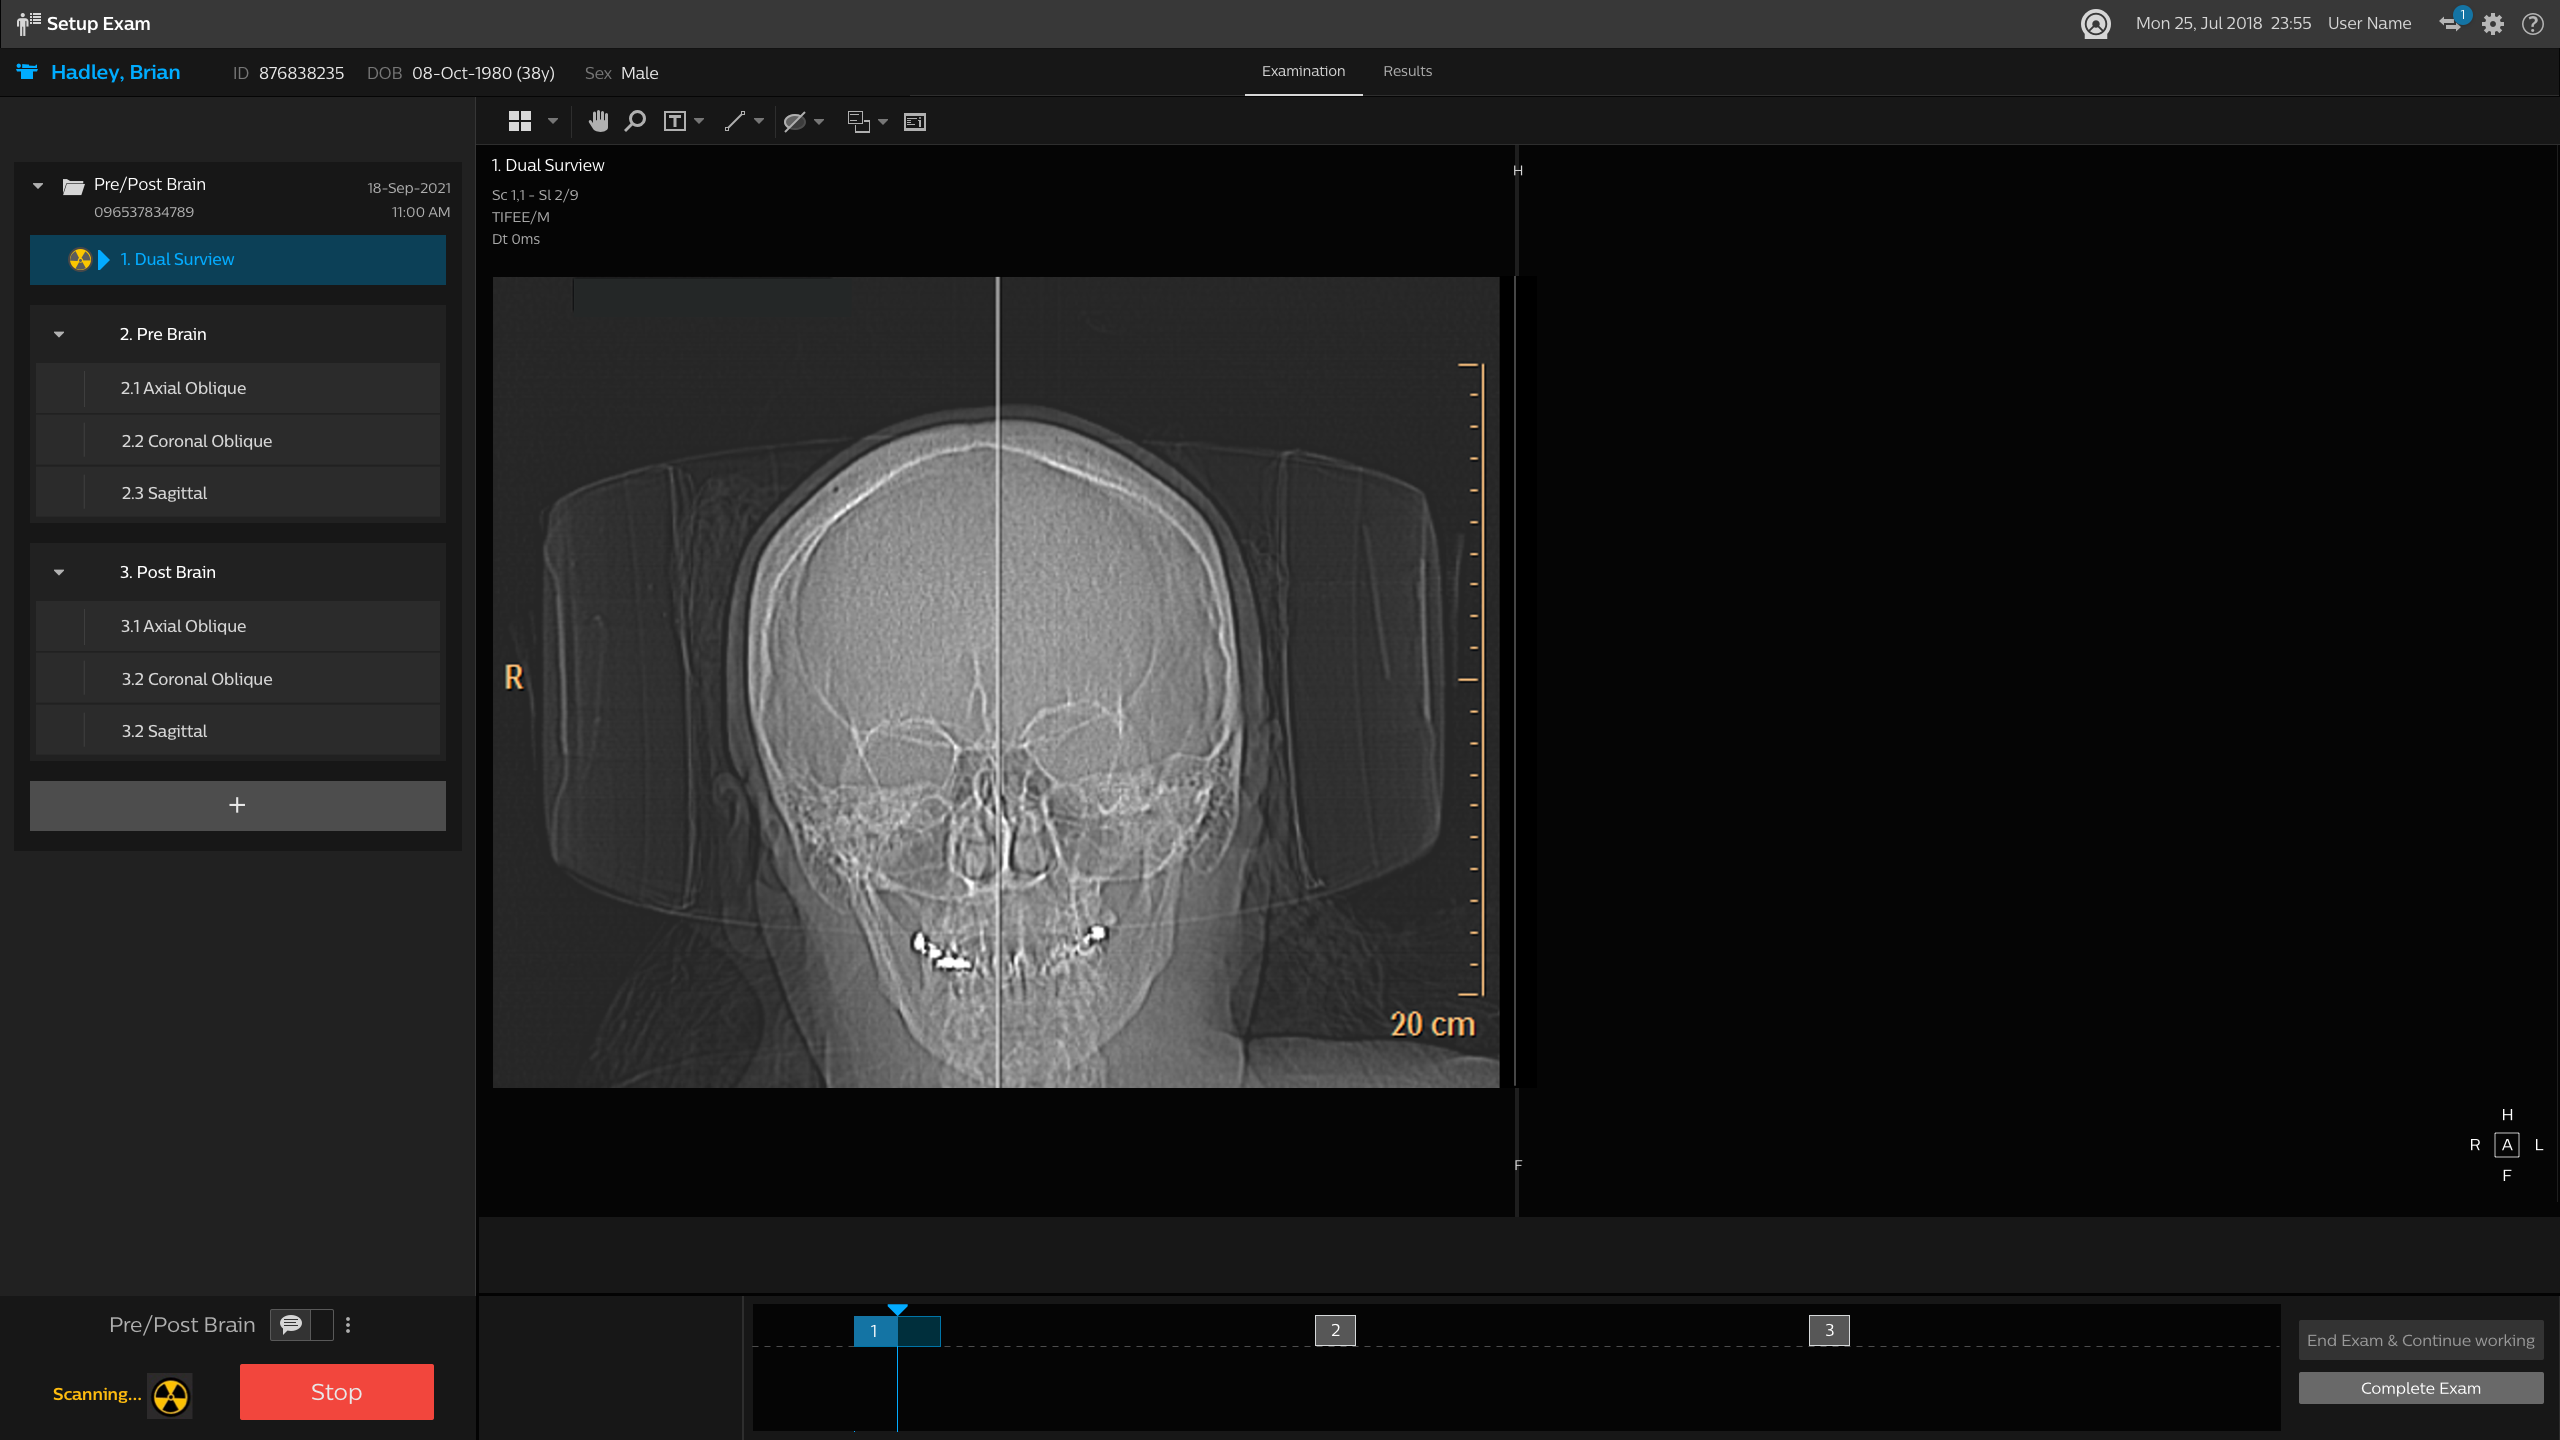 Setup Exam
Mon 25, Jul 2018 23:55 User Name 1
Hadley, Brian ID 876838235 DOB 08-Oct-1980 (38y) Sex Male
Examination Results
Pre/Post Brain 18-Sep-2021
096537834789 11:00 AM
1. Dual Surview
2. Pre Brain
2.1 Axial Oblique
2.2 Coronal Oblique
2.3 Sagittal
3. Post Brain
3.1 Axial Oblique
3.2 Coronal Oblique
3.2 Sagittal
+
T
1. Dual Surview
Sc 1,1 - Sl 2/9
TIFEE/M
Dt 0ms
H
R
20 cm
F
H
R A L
F
Pre/Post Brain
Scanning... Stop
1 2 3
End Exam & Continue working
Complete Exam